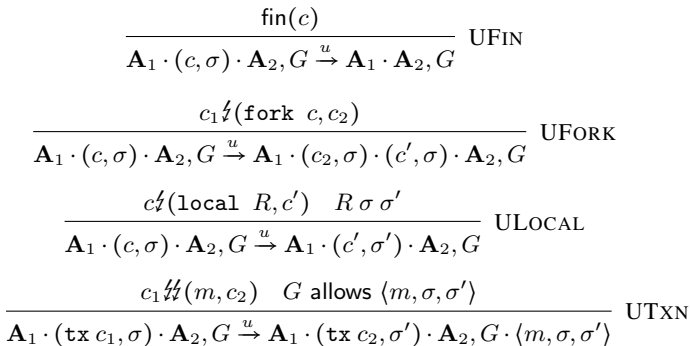 fin(c)
A₁ · (c, σ) · A₂, G →ᵘ A₁ · A₂, G UFIN
c₁ ↯ (fork c, c₂)
A₁ · (c, σ) · A₂, G →ᵘ A₁ · (c₂, σ) · (c′, σ) · A₂, G UFORK
c ↯ (local R, c′) R σ σ′
A₁ · (c, σ) · A₂, G →ᵘ A₁ · (c′, σ′) · A₂, G ULOCAL
c₁ ↯↯ (m, c₂) G allows ⟨m, σ, σ′⟩
A₁ · (tx c₁, σ) · A₂, G →ᵘ A₁ · (tx c₂, σ′) · A₂, G · ⟨m, σ, σ′⟩ UTXN